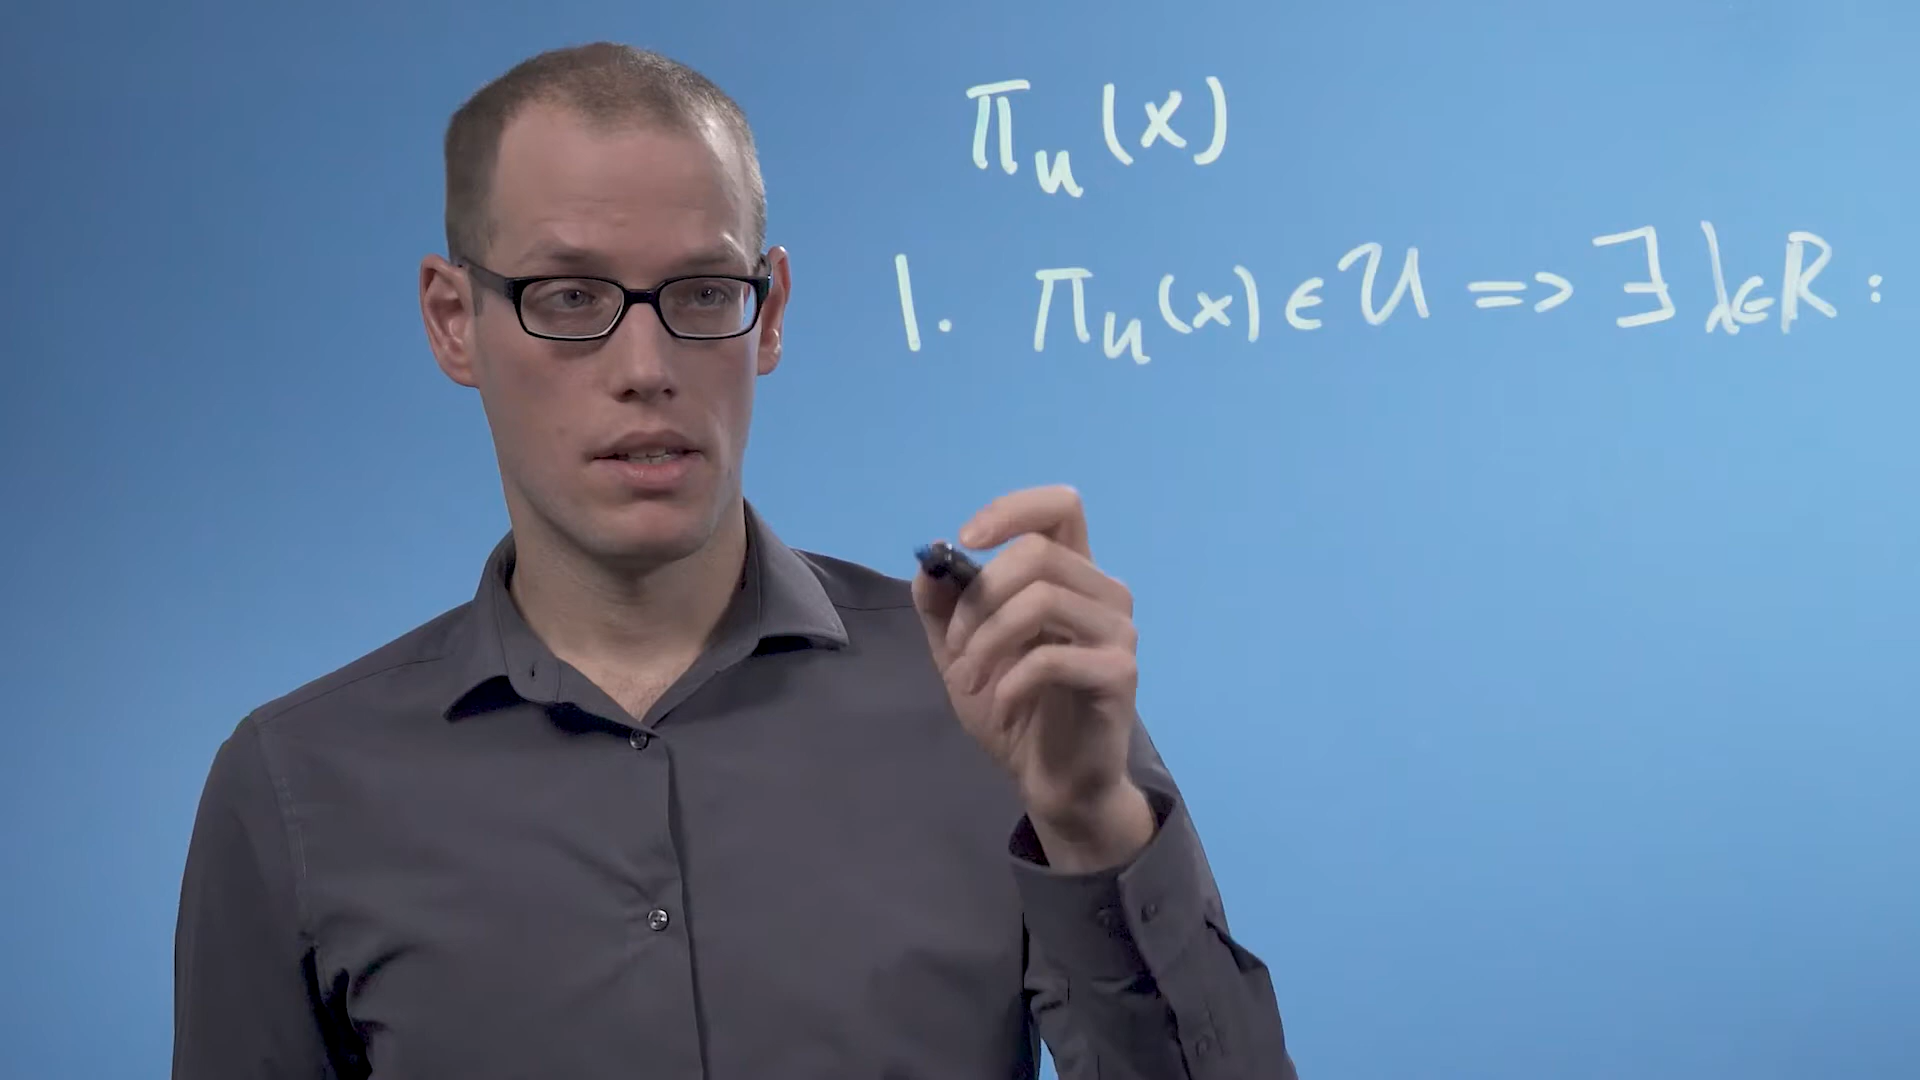 π_u (x)
1. π_u (x) ∈ U => ∃ λ∈R :